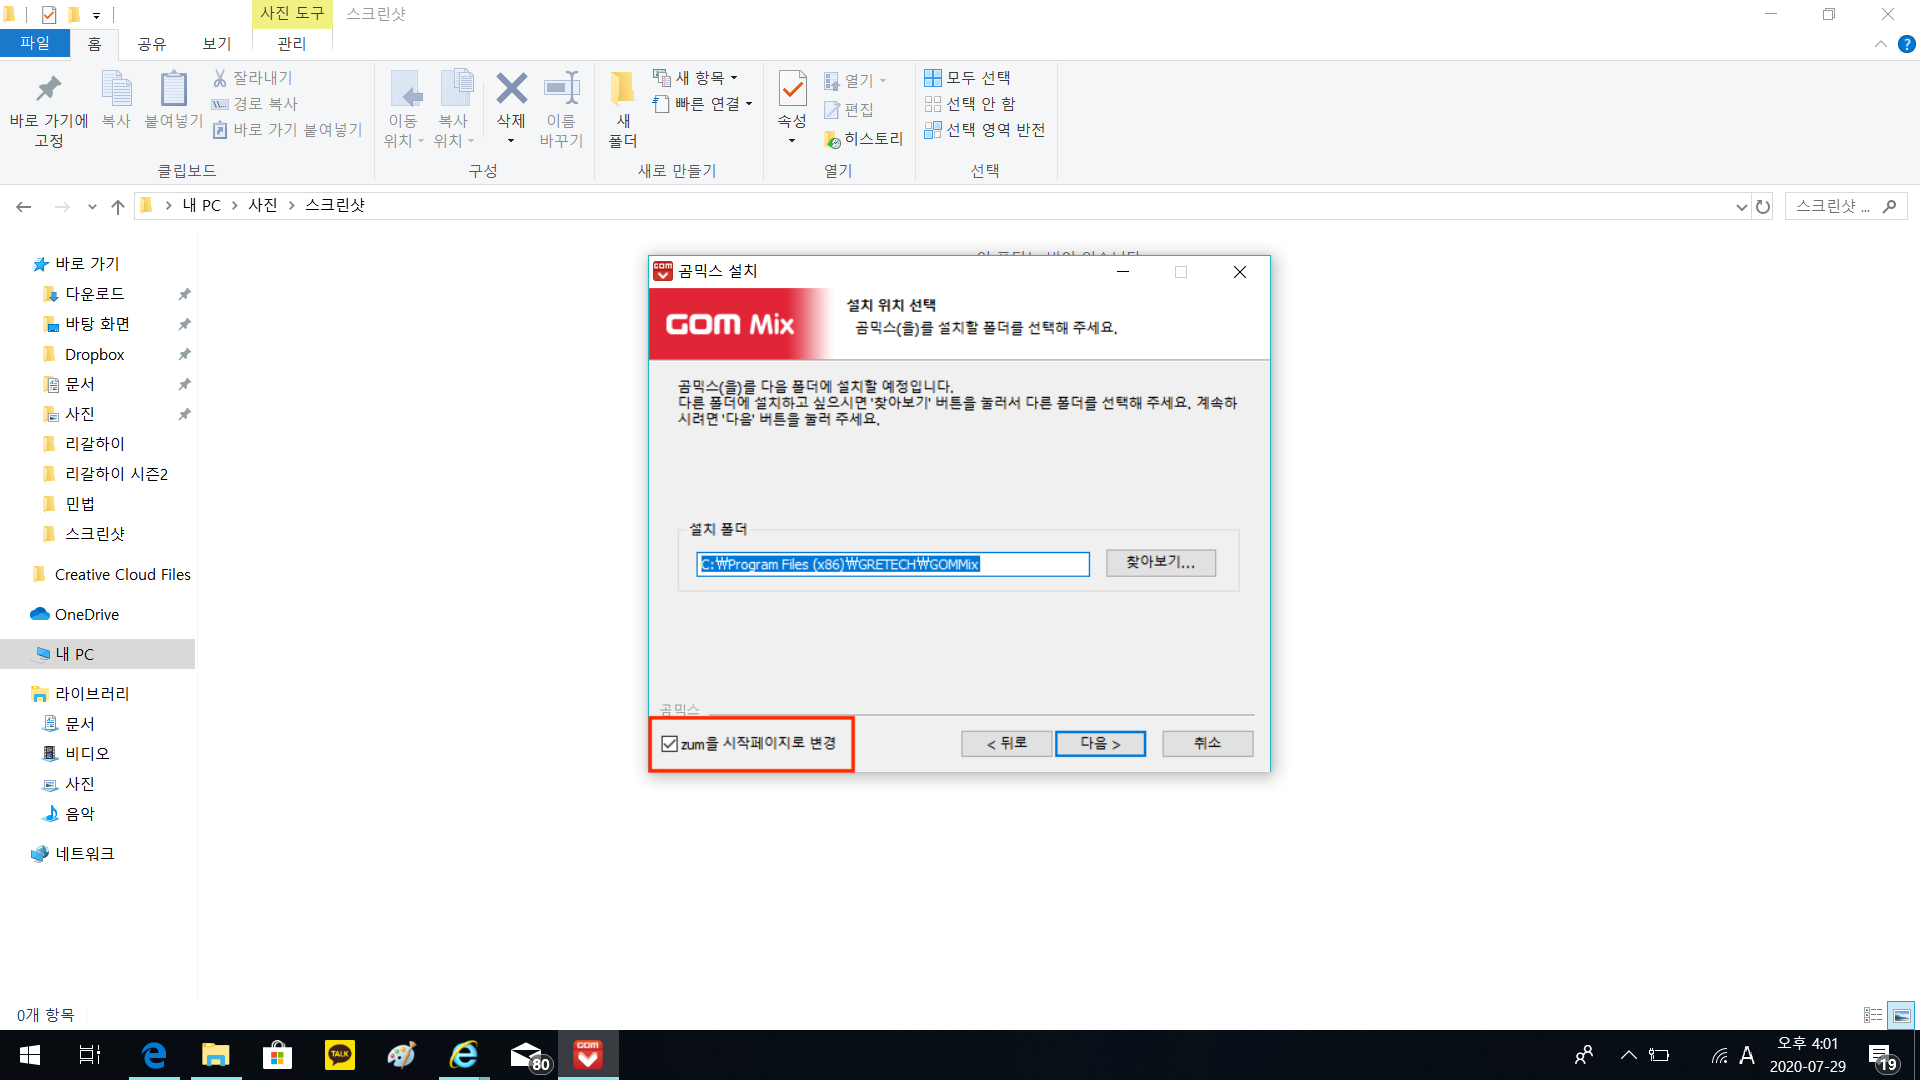 사진 도구
스크린샷
파일
홈
공유
보기
관리
바로 가기에
고정
복사
붙여넣기
잘라내기
경로 복사
바로 가기 붙여넣기
클립보드
이동
위치
복사
위치
삭제
이름
바꾸기
구성
새
폴더
새 항목
빠른 연결
새로 만들기
속성
열기
편집
히스토리
열기
모두 선택
선택 안 함
선택 영역 반전
선택
내 PC > 사진 > 스크린샷
스크린샷 ...
바로 가기
다운로드
바탕 화면
Dropbox
문서
사진
리갈하이
리갈하이 시즌2
민법
스크린샷
Creative Cloud Files
OneDrive
내 PC
라이브러리
문서
비디오
사진
음악
네트워크
0개 항목
GOM
곰믹스 설치
GOM Mix
설치 위치 선택
곰믹스(을)를 설치할 폴더를 선택해 주세요.
곰믹스(을)를 다음 폴더에 설치할 예정입니다.
다른 폴더에 설치하고 싶으시면 '찾아보기' 버튼을 눌러서 다른 폴더를 선택해 주세요. 계속하
시려면 '다음' 버튼을 눌러 주세요.
설치 폴더
C:₩Program Files (x86)₩GRETECH₩GOMMix
찾아보기...
곰믹스
zum을 시작페이지로 변경
< 뒤로
다음 >
취소
TALK
80
GOM
A
오후 4:01
2020-07-29
19